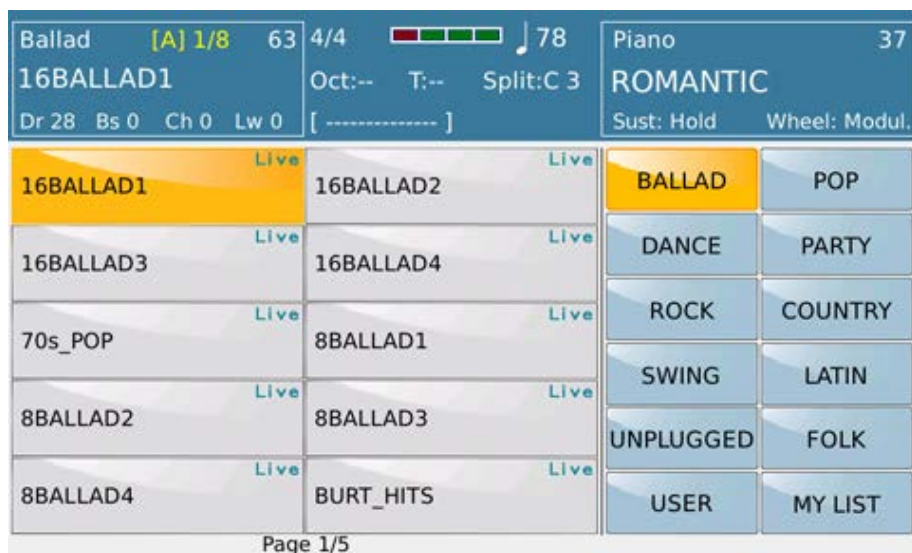 Ballad [A] 1/8 63
16BALLAD1
Dr 28 Bs 0 Ch 0 Lw 0
4/4 78
Oct:-- T:-- Split:C 3
[ -------------- ]
Piano 37
ROMANTIC
Sust: Hold Wheel: Modul.
Live
16BALLAD1
Live
16BALLAD2
Live
16BALLAD3
Live
16BALLAD4
Live
70s_POP
Live
8BALLAD1
Live
8BALLAD2
Live
8BALLAD3
Live
8BALLAD4
Live
BURT_HITS
Page 1/5
BALLAD POP
DANCE PARTY
ROCK COUNTRY
SWING LATIN
UNPLUGGED FOLK
USER MY LIST